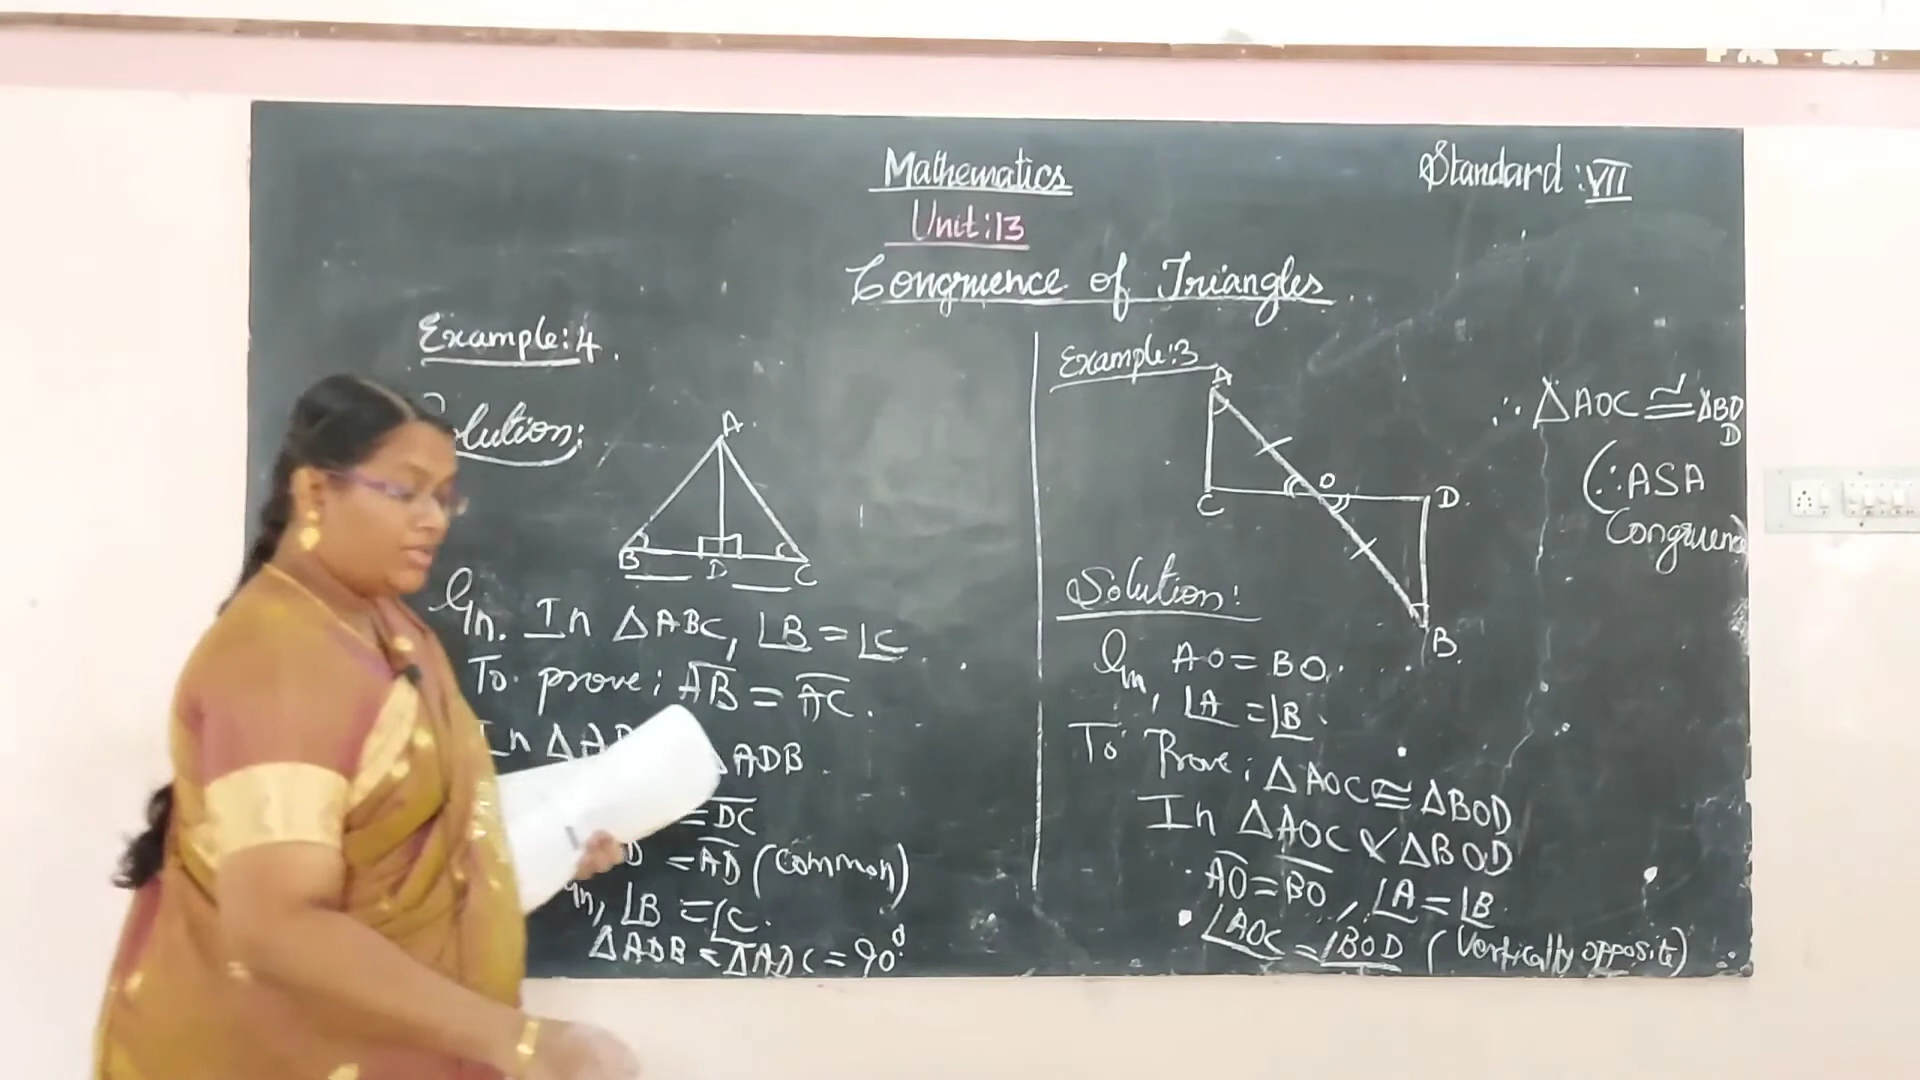 Mathematics
Standard : VII
Unit : 13
Congruence of Triangles
Example : 4.
A
B D C
Gn. In ΔABC, ∠B = ∠C
To prove : AB = AC.
In ΔADB.
= DC
D = AD (Common)
Gn, ∠B = ∠C.
ΔADB = ΔADC = 90°
Example : 3
A
C O D
B
Solution :
Gn, AO = BO.
∠A = ∠B.
To Prove : ΔAOC ≅ ΔBOD
In ΔAOC & ΔBOD
AO = BO, ∠A = ∠B
∠AOC = ∠BOD (Vertically opposite)
∴ ΔAOC ≅ ΔBOD
(∵ ASA
Congruence)